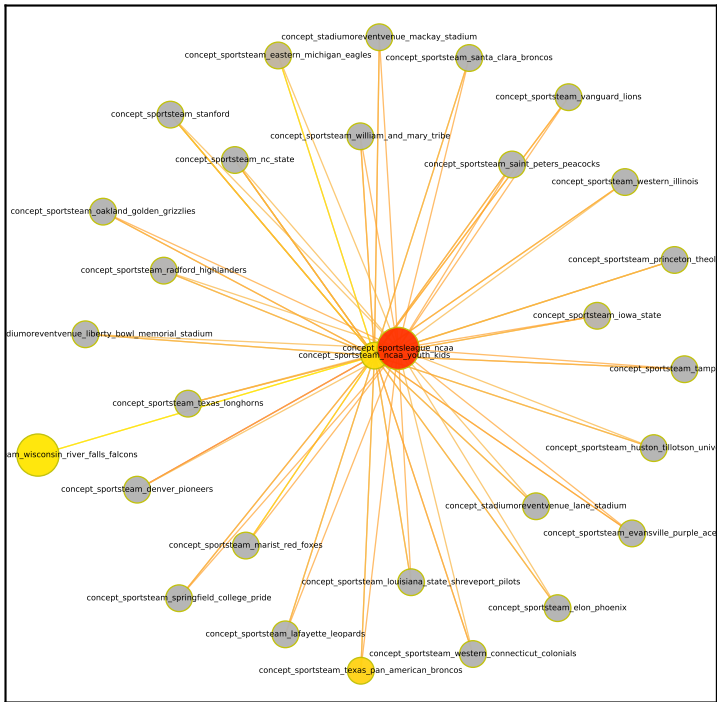 concept_stadiumoreventvenue_mackay_stadium
concept_sportsteam_eastern_michigan_eagles
concept_sportsteam_santa_clara_broncos
concept_sportsteam_vanguard_lions
concept_sportsteam_stanford
concept_sportsteam_william_and_mary_tribe
concept_sportsteam_nc_state
concept_sportsteam_saint_peters_peacocks
concept_sportsteam_western_illinois
concept_sportsteam_oakland_golden_grizzlies
concept_sportsteam_princeton_theol
concept_sportsteam_radford_highlanders
concept_sportsteam_iowa_state
diumoreventvenue_liberty_bowl_memorial_stadium
concept_sportsleague_ncaa
concept_sportsteam_ncaa_youth_kids
concept_sportsteam_tamp
concept_sportsteam_texas_longhorns
concept_sportsteam_huston_tillotson_univ
am_wisconsin_river_falls_falcons
concept_sportsteam_denver_pioneers
concept_stadiumoreventvenue_lane_stadium
concept_sportsteam_evansville_purple_ace
concept_sportsteam_marist_red_foxes
concept_sportsteam_louisiana_state_shreveport_pilots
concept_sportsteam_springfield_college_pride
concept_sportsteam_elon_phoenix
concept_sportsteam_lafayette_leopards
concept_sportsteam_western_connecticut_colonials
concept_sportsteam_texas_pan_american_broncos